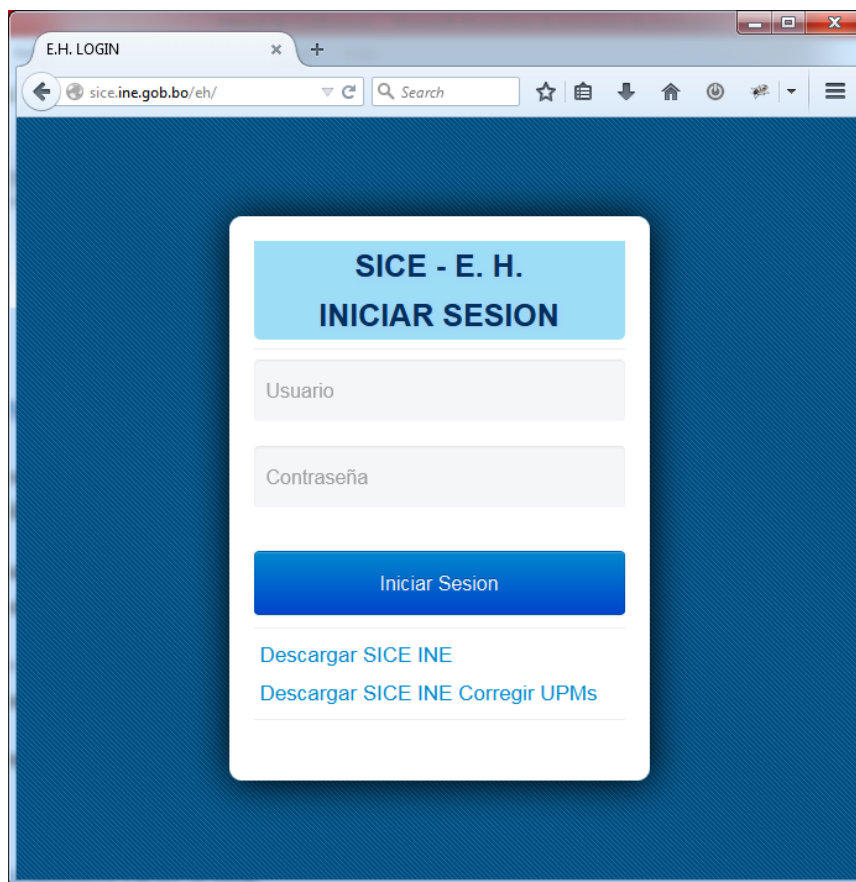 E.H. LOGIN
sice.ine.gob.bo/eh/
Search
SICE - E. H.
INICIAR SESION
Usuario
Contraseña
Iniciar Sesion
Descargar SICE INE
Descargar SICE INE Corregir UPMs